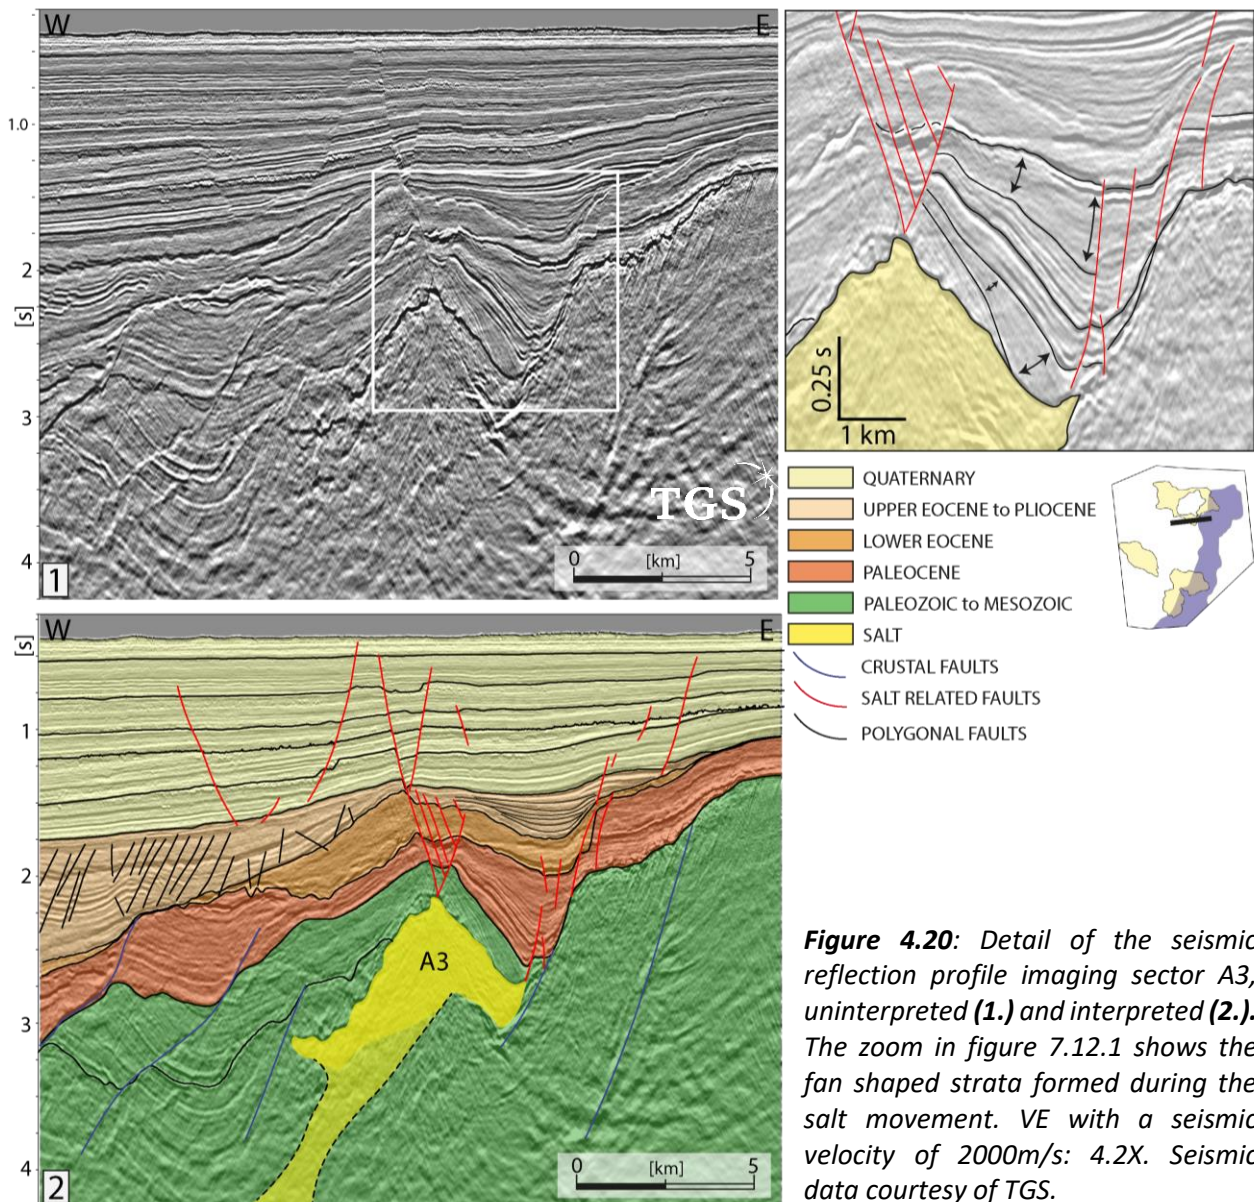 W
E
1.0
2
[s]
3
4
1
TGS
0 [km] 5
0.25 s
1 km
QUATERNARY
UPPER EOCENE to PLIOCENE
LOWER EOCENE
PALEOCENE
PALEOZOIC to MESOZOIC
SALT
CRUSTAL FAULTS
SALT RELATED FAULTS
POLYGONAL FAULTS
W
E
[s]
1
2
3
4
A3
2
0 [km] 5
Figure 4.20: Detail of the seismic
reflection profile imaging sector A3,
uninterpreted (1.) and interpreted (2.).
The zoom in figure 7.12.1 shows the
fan shaped strata formed during the
salt movement. VE with a seismic
velocity of 2000m/s: 4.2X. Seismic
data courtesy of TGS.